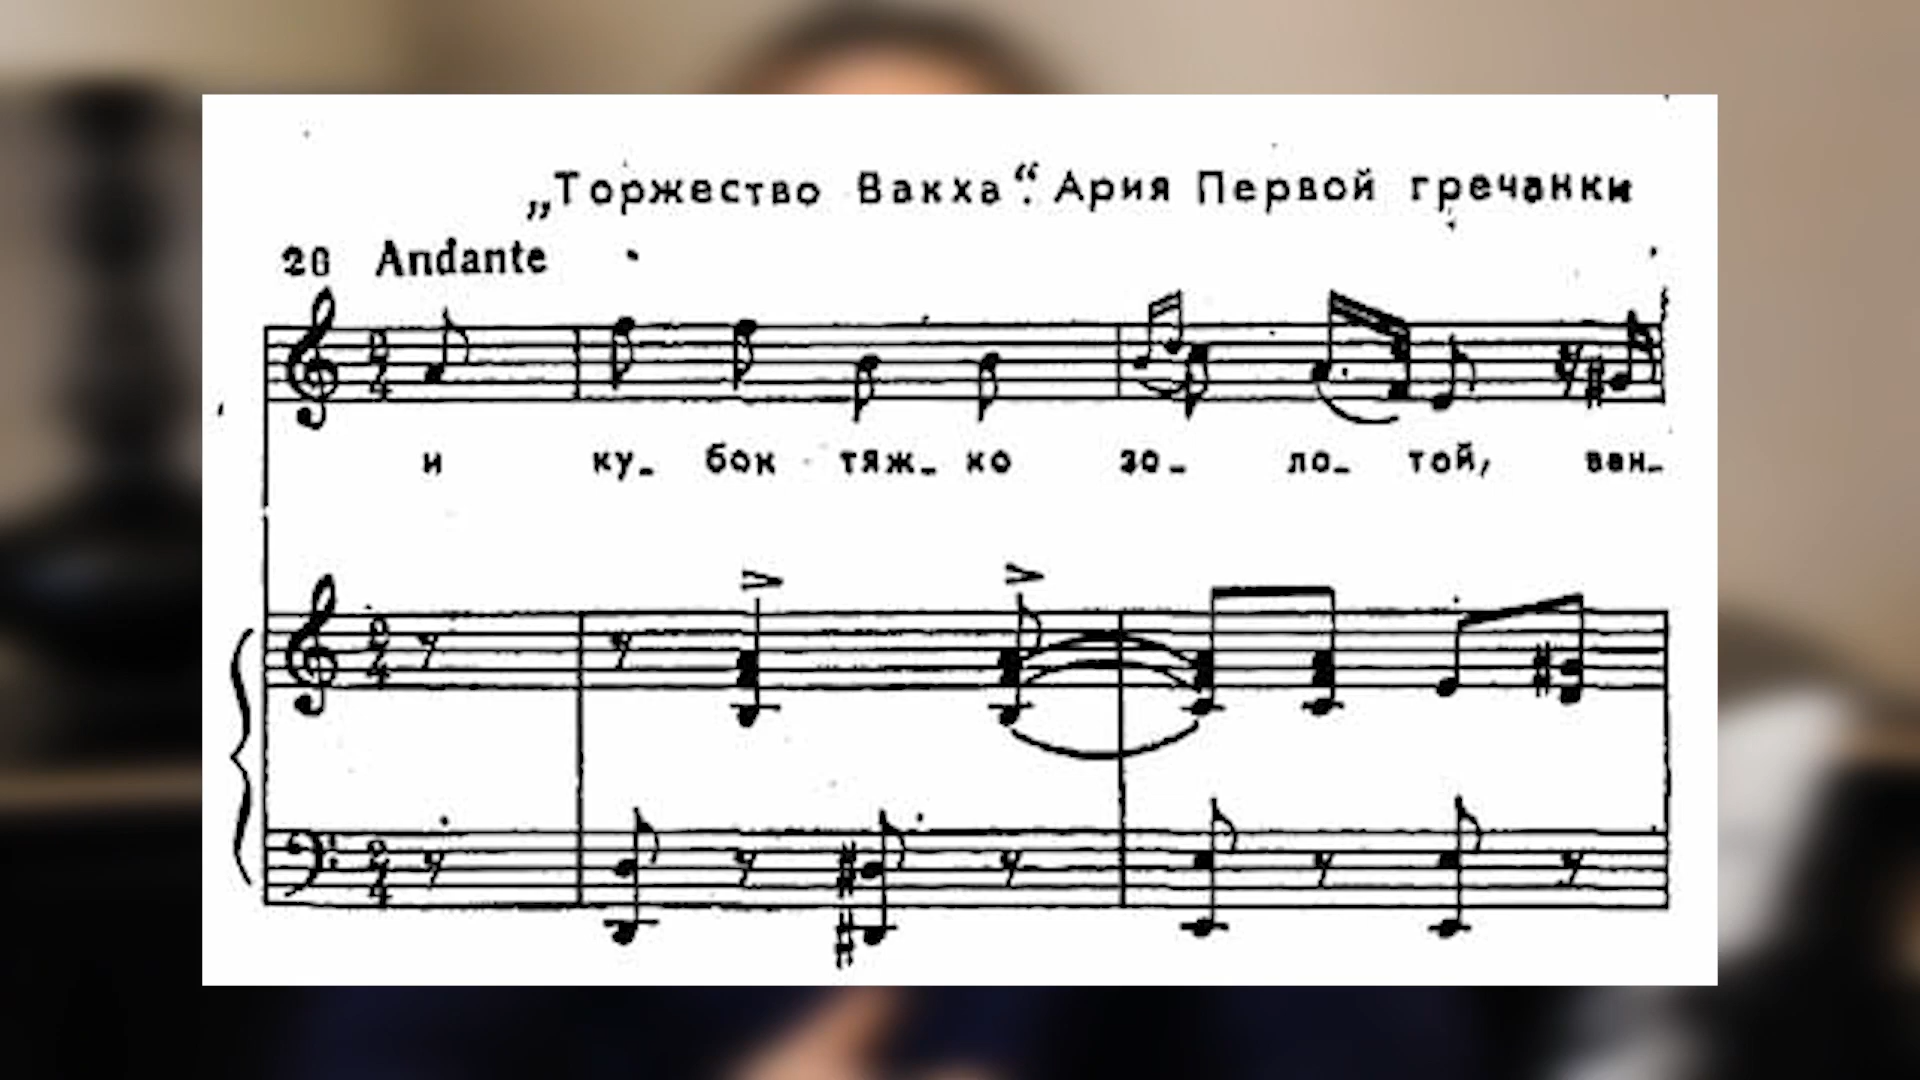 „Торжество Вакха“. Ария Первой гречанки
26 Andante
и ку_ бок тяж_ ко зо_ ло_ той, вен_